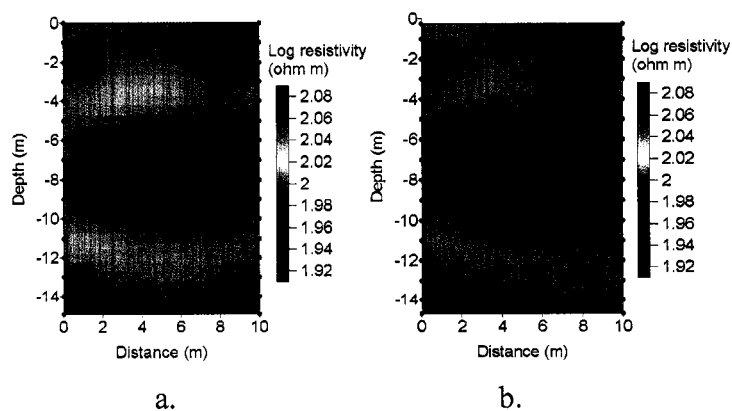 0
-2
-4
-6
-8
-10
-12
-14
Depth (m)
0 2 4 6 8 10
Distance (m)
Log resistivity
(ohm m)
2.08
2.06
2.04
2.02
2
1.98
1.96
1.94
1.92
a.
0
-2
-4
-6
-8
-10
-12
-14
Depth (m)
0 2 4 6 8 10
Distance (m)
Log resistivity
(ohm m)
2.08
2.06
2.04
2.02
2
1.98
1.96
1.94
1.92
b.